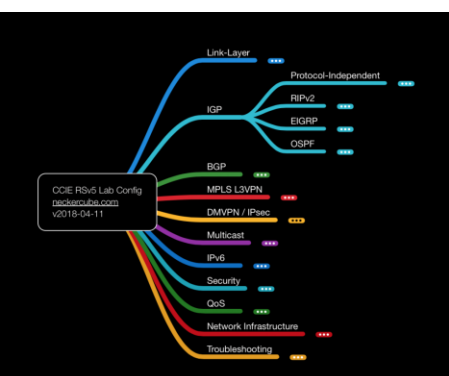 Link-Layer
Protocol-Independent
RIPv2
IGP
EIGRP
OSPF
BGP
CCIE RSv5 Lab Config
neckercube.com
v2018-04-11
MPLS L3VPN
DMVPN / IPsec
Multicast
IPv6
Security
QoS
Network Infrastructure
Troubleshooting